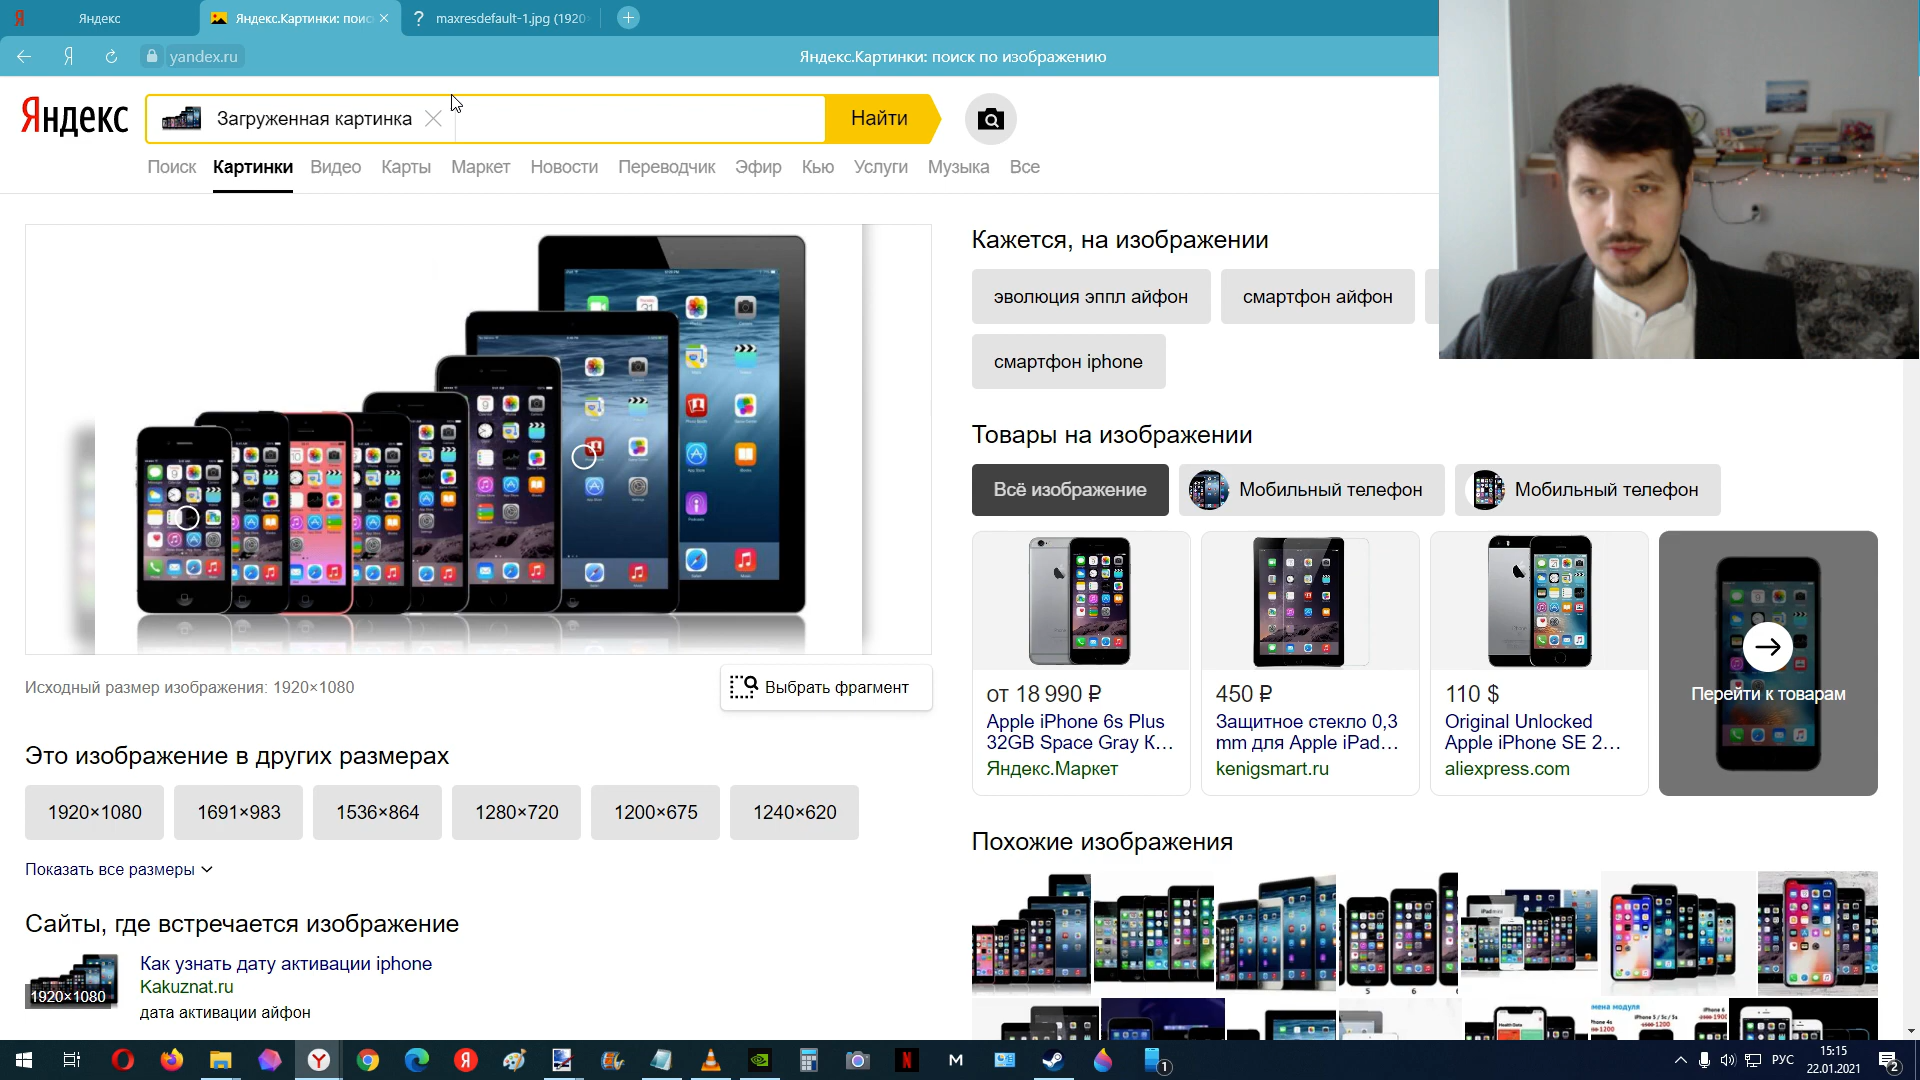 Яндекс
Яндекс.Картинки: поис
maxresdefault-1.jpg (1920
yandex.ru
Яндекс.Картинки: поиск по изображению
Яндекс
Загруженная картинка
Найти
Поиск
Картинки
Видео
Карты
Маркет
Новости
Переводчик
Эфир
Кью
Услуги
Музыка
Все
Исходный размер изображения: 1920×1080
Выбрать фрагмент
Это изображение в других размерах
1920×1080
1691×983
1536×864
1280×720
1200×675
1240×620
Показать все размеры
Сайты, где встречается изображение
1920×1080
Как узнать дату активации iphone
Kakuznat.ru
дата активации айфон
Кажется, на изображении
эволюция эппл айфон
смартфон айфон
смартфон iphone
Товары на изображении
Всё изображение
Мобильный телефон
Мобильный телефон
от 18 990 ₽
Apple iPhone 6s Plus
32GB Space Gray К...
Яндекс.Маркет
450 ₽
Защитное стекло 0,3
mm для Apple iPad...
kenigsmart.ru
110 $
Original Unlocked
Apple iPhone SE 2...
aliexpress.com
Перейти к товарам
Похожие изображения
5
6
15:15
РУС
22.01.2021
2
1